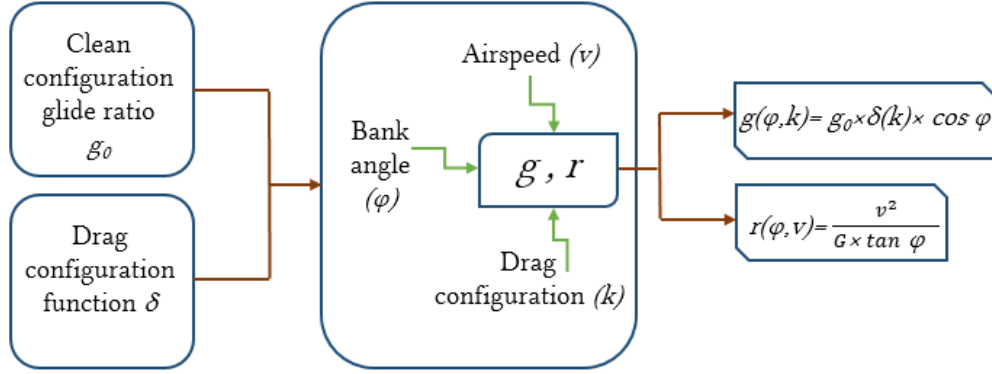 Clean
configuration
glide ratio
g₀
Drag
configuration
function δ
Airspeed (v)
Bank
angle
(φ)
g , r
Drag
configuration (k)
g(φ,k)= g₀×δ(k)× cos φ
r(φ,v)= v² / G× tan φ